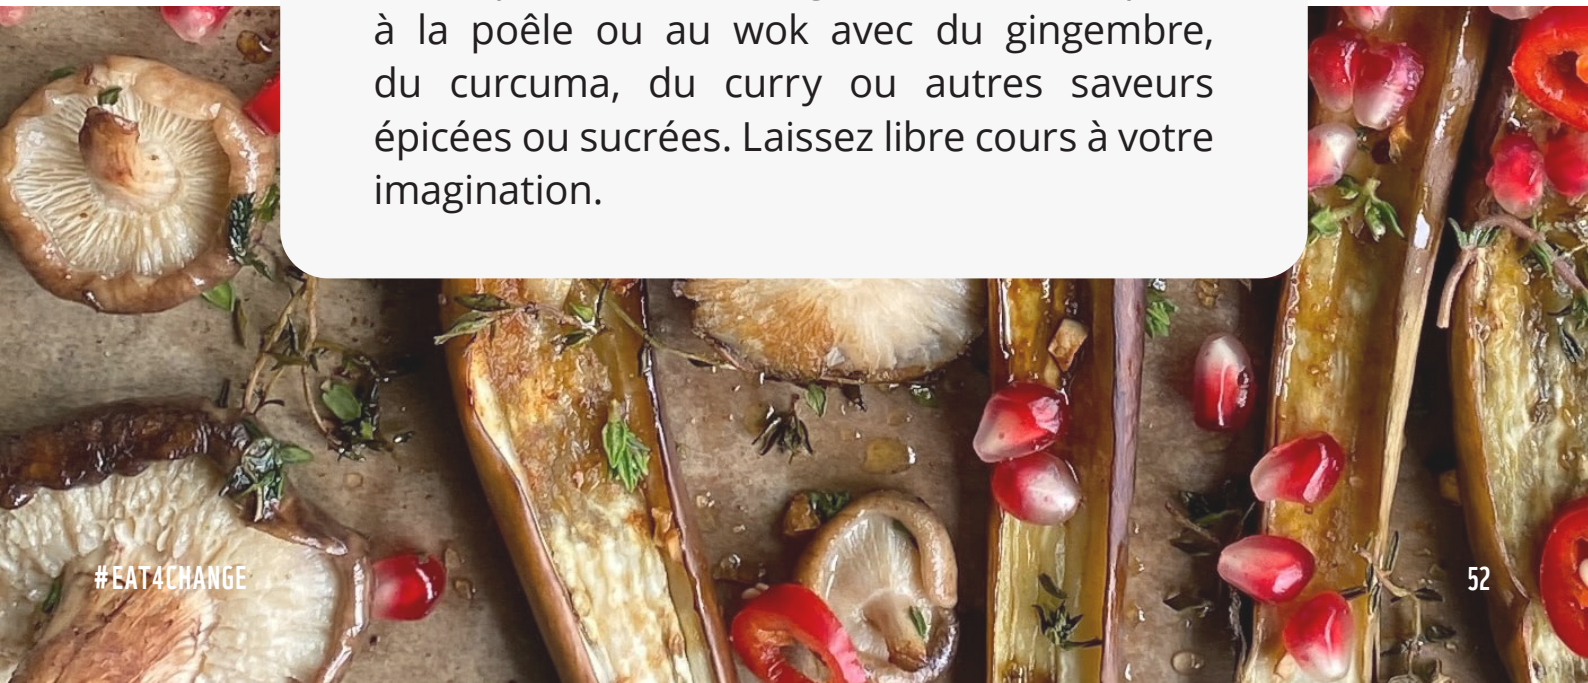 à la poêle ou au wok avec du gingembre,
du curcuma, du curry ou autres saveurs
épicées ou sucrées. Laissez libre cours à votre
imagination.
#EAT4CHANGE
52